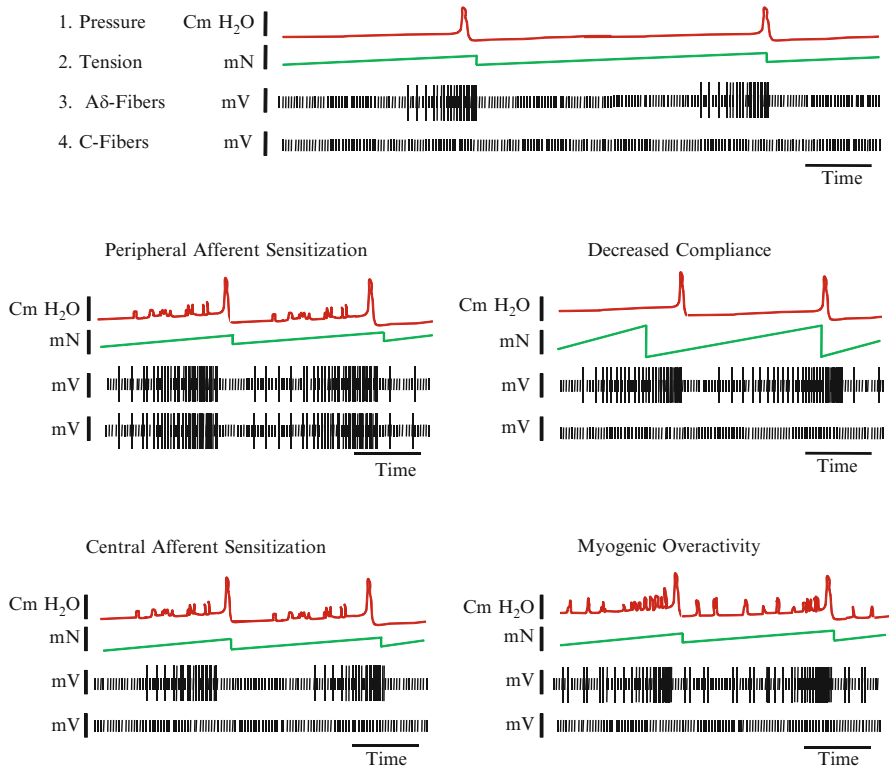 1. Pressure Cm H₂O
2. Tension mN
3. Aδ-Fibers mV
4. C-Fibers mV
Time
Peripheral Afferent Sensitization
Cm H₂O
mN
mV
mV
Time
Decreased Compliance
Cm H₂O
mN
mV
mV
Time
Central Afferent Sensitization
Cm H₂O
mN
mV
mV
Time
Myogenic Overactivity
Cm H₂O
mN
mV
mV
Time